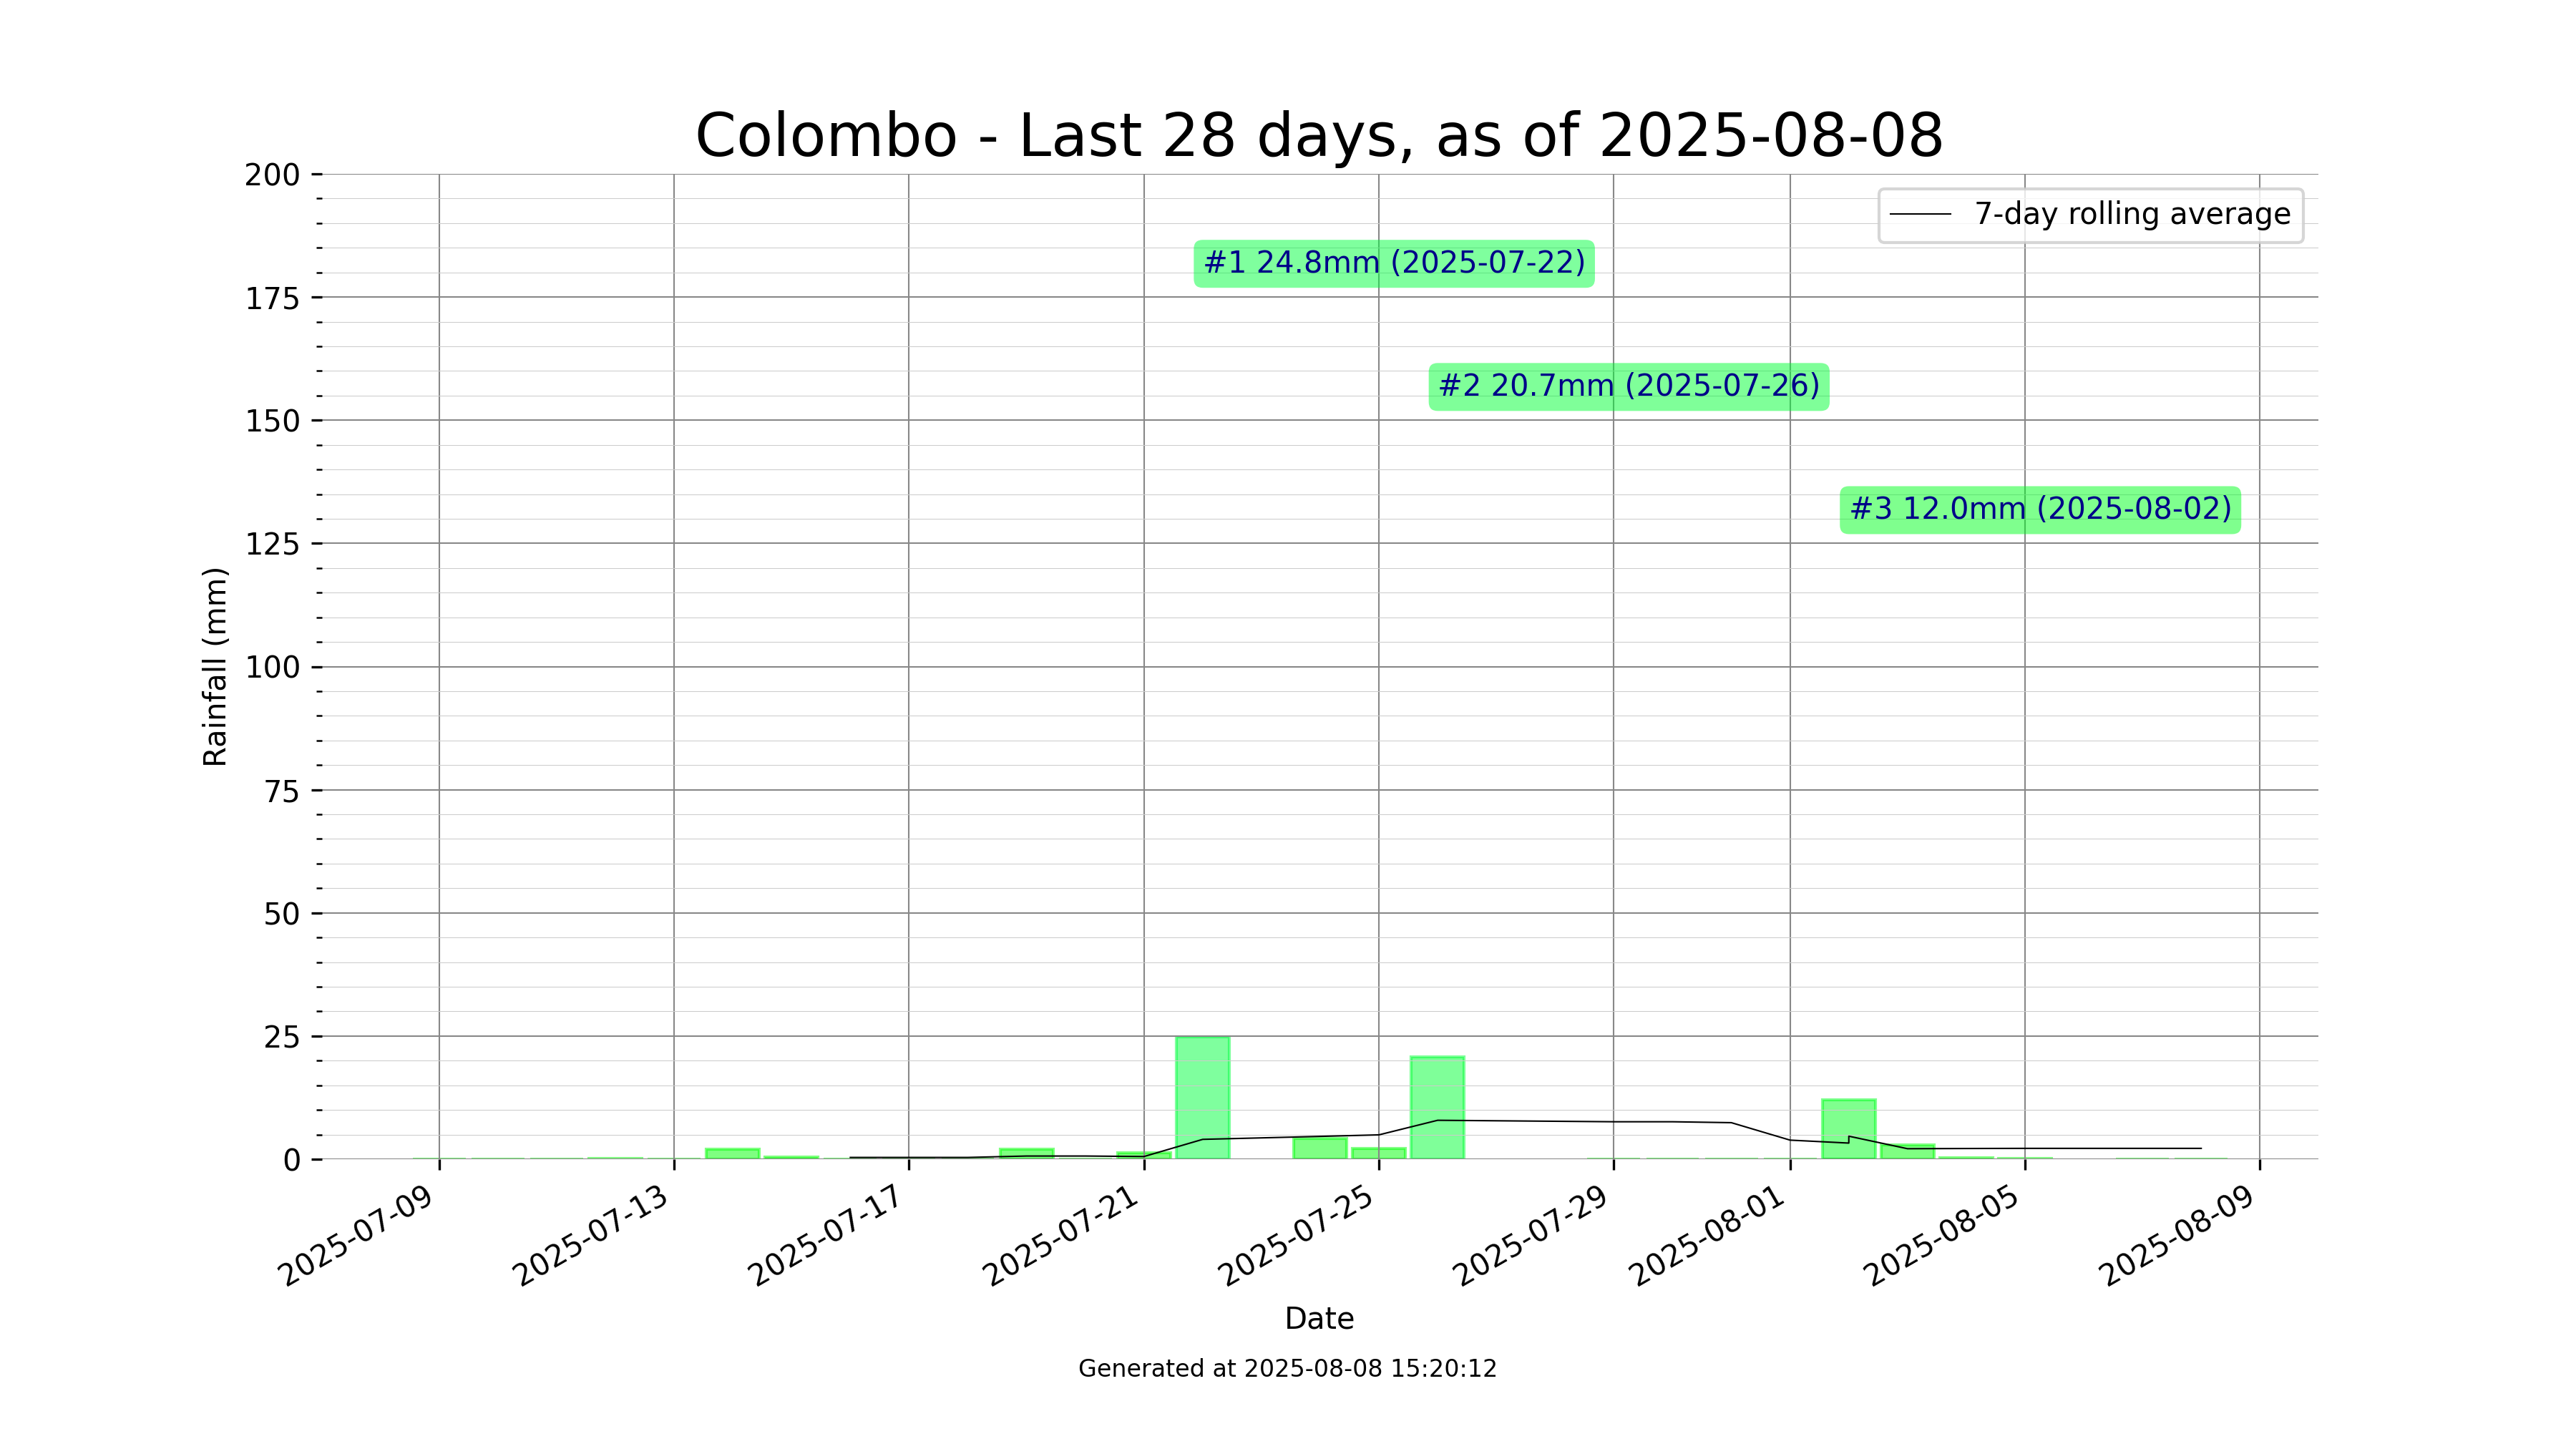 Colombo - Last 28 days, as of 2025-08-08
7-day rolling average
#1 24.8mm (2025-07-22)
#2 20.7mm (2025-07-26)
#3 12.0mm (2025-08-02)
Rainfall (mm)
200
175
150
125
100
75
50
25
0
2025-07-09
2025-07-13
2025-07-17
2025-07-21
2025-07-25
2025-07-29
2025-08-01
2025-08-05
2025-08-09
Date
Generated at 2025-08-08 15:20:12